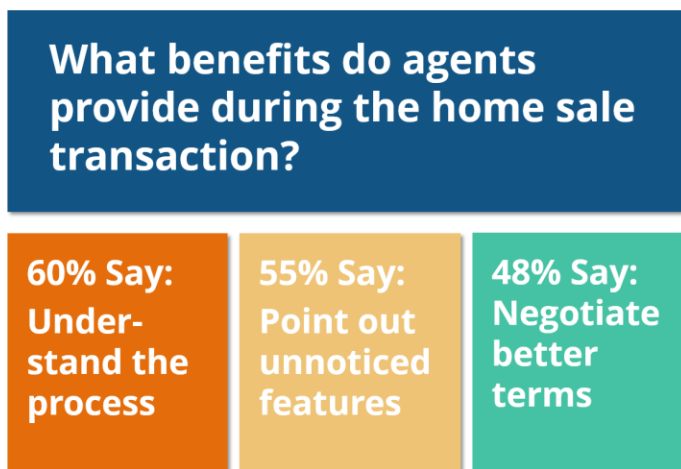 What benefits do agents
provide during the home sale
transaction?
60% Say:
Under-
stand the
process
55% Say:
Point out
unnoticed
features
48% Say:
Negotiate
better
terms